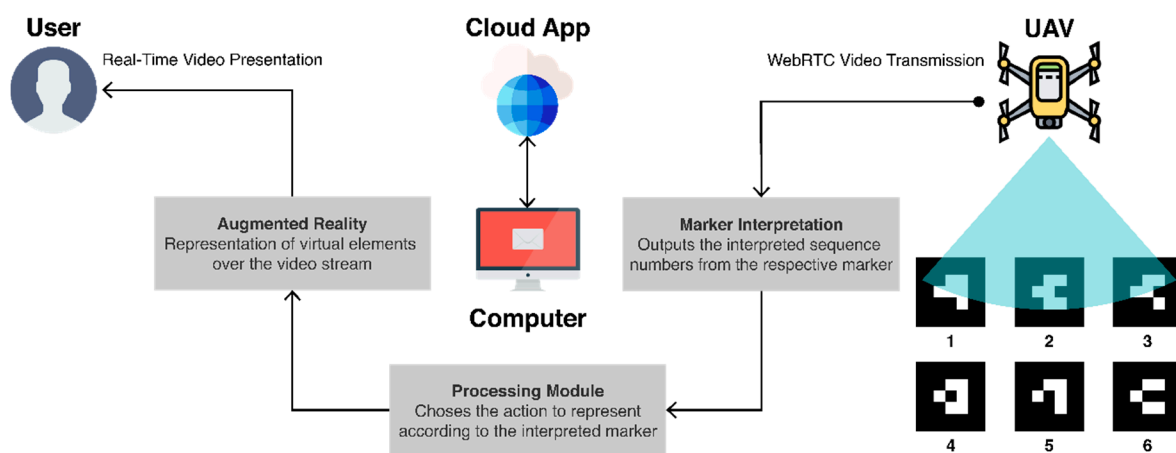 User
Cloud App
UAV
Real-Time Video Presentation
WebRTC Video Transmission
Augmented Reality
Representation of virtual elements
over the video stream
Marker Interpretation
Outputs the interpreted sequence
numbers from the respective marker
Computer
Processing Module
Choses the action to represent
according to the interpreted marker
1
2
3
4
5
6